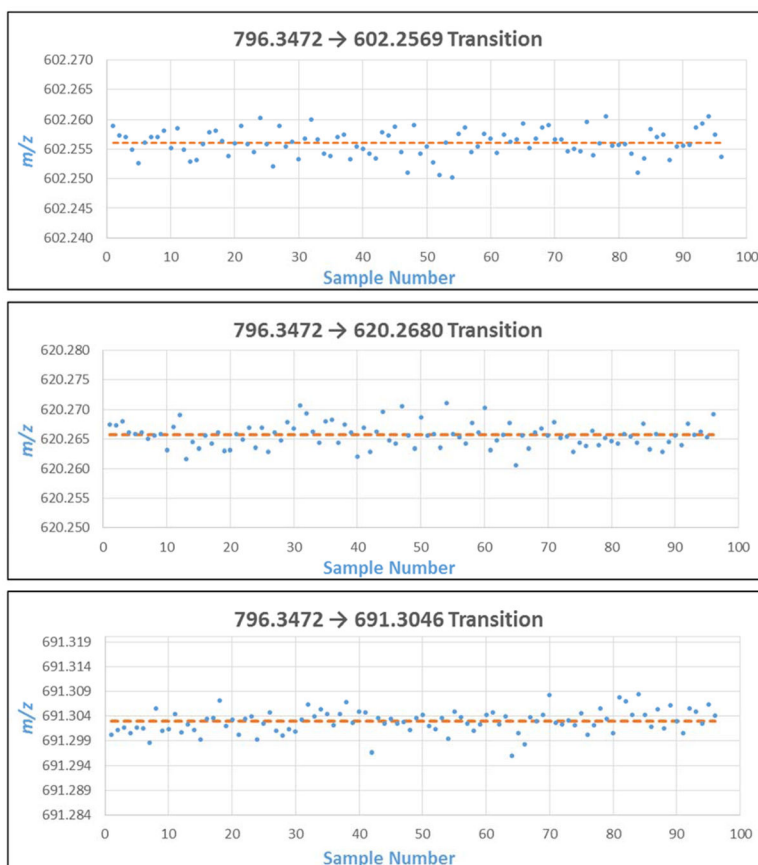 796.3472 → 602.2569 Transition
602.270
602.265
602.260
602.255
602.250
602.245
602.240
m/z
0 10 20 30 40 50 60 70 80 90 100
Sample Number
796.3472 → 620.2680 Transition
620.280
620.275
620.270
620.265
620.260
620.255
620.250
m/z
0 10 20 30 40 50 60 70 80 90 100
Sample Number
796.3472 → 691.3046 Transition
691.319
691.314
691.309
691.304
691.299
691.294
691.289
691.284
m/z
0 10 20 30 40 50 60 70 80 90 100
Sample Number